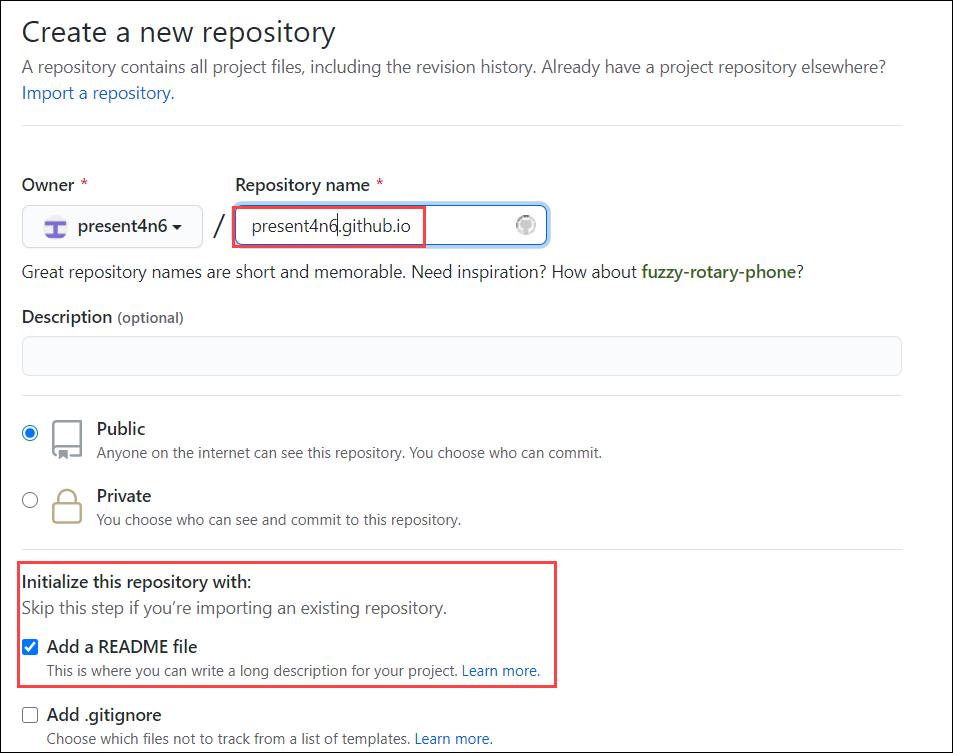 Create a new repository
A repository contains all project files, including the revision history. Already have a project repository elsewhere?
Import a repository.
Owner * Repository name *
present4n6 / present4n6.github.io
Great repository names are short and memorable. Need inspiration? How about fuzzy-rotary-phone?
Description (optional)
Public
Anyone on the internet can see this repository. You choose who can commit.
Private
You choose who can see and commit to this repository.
Initialize this repository with:
Skip this step if you’re importing an existing repository.
Add a README file
This is where you can write a long description for your project. Learn more.
Add .gitignore
Choose which files not to track from a list of templates. Learn more.